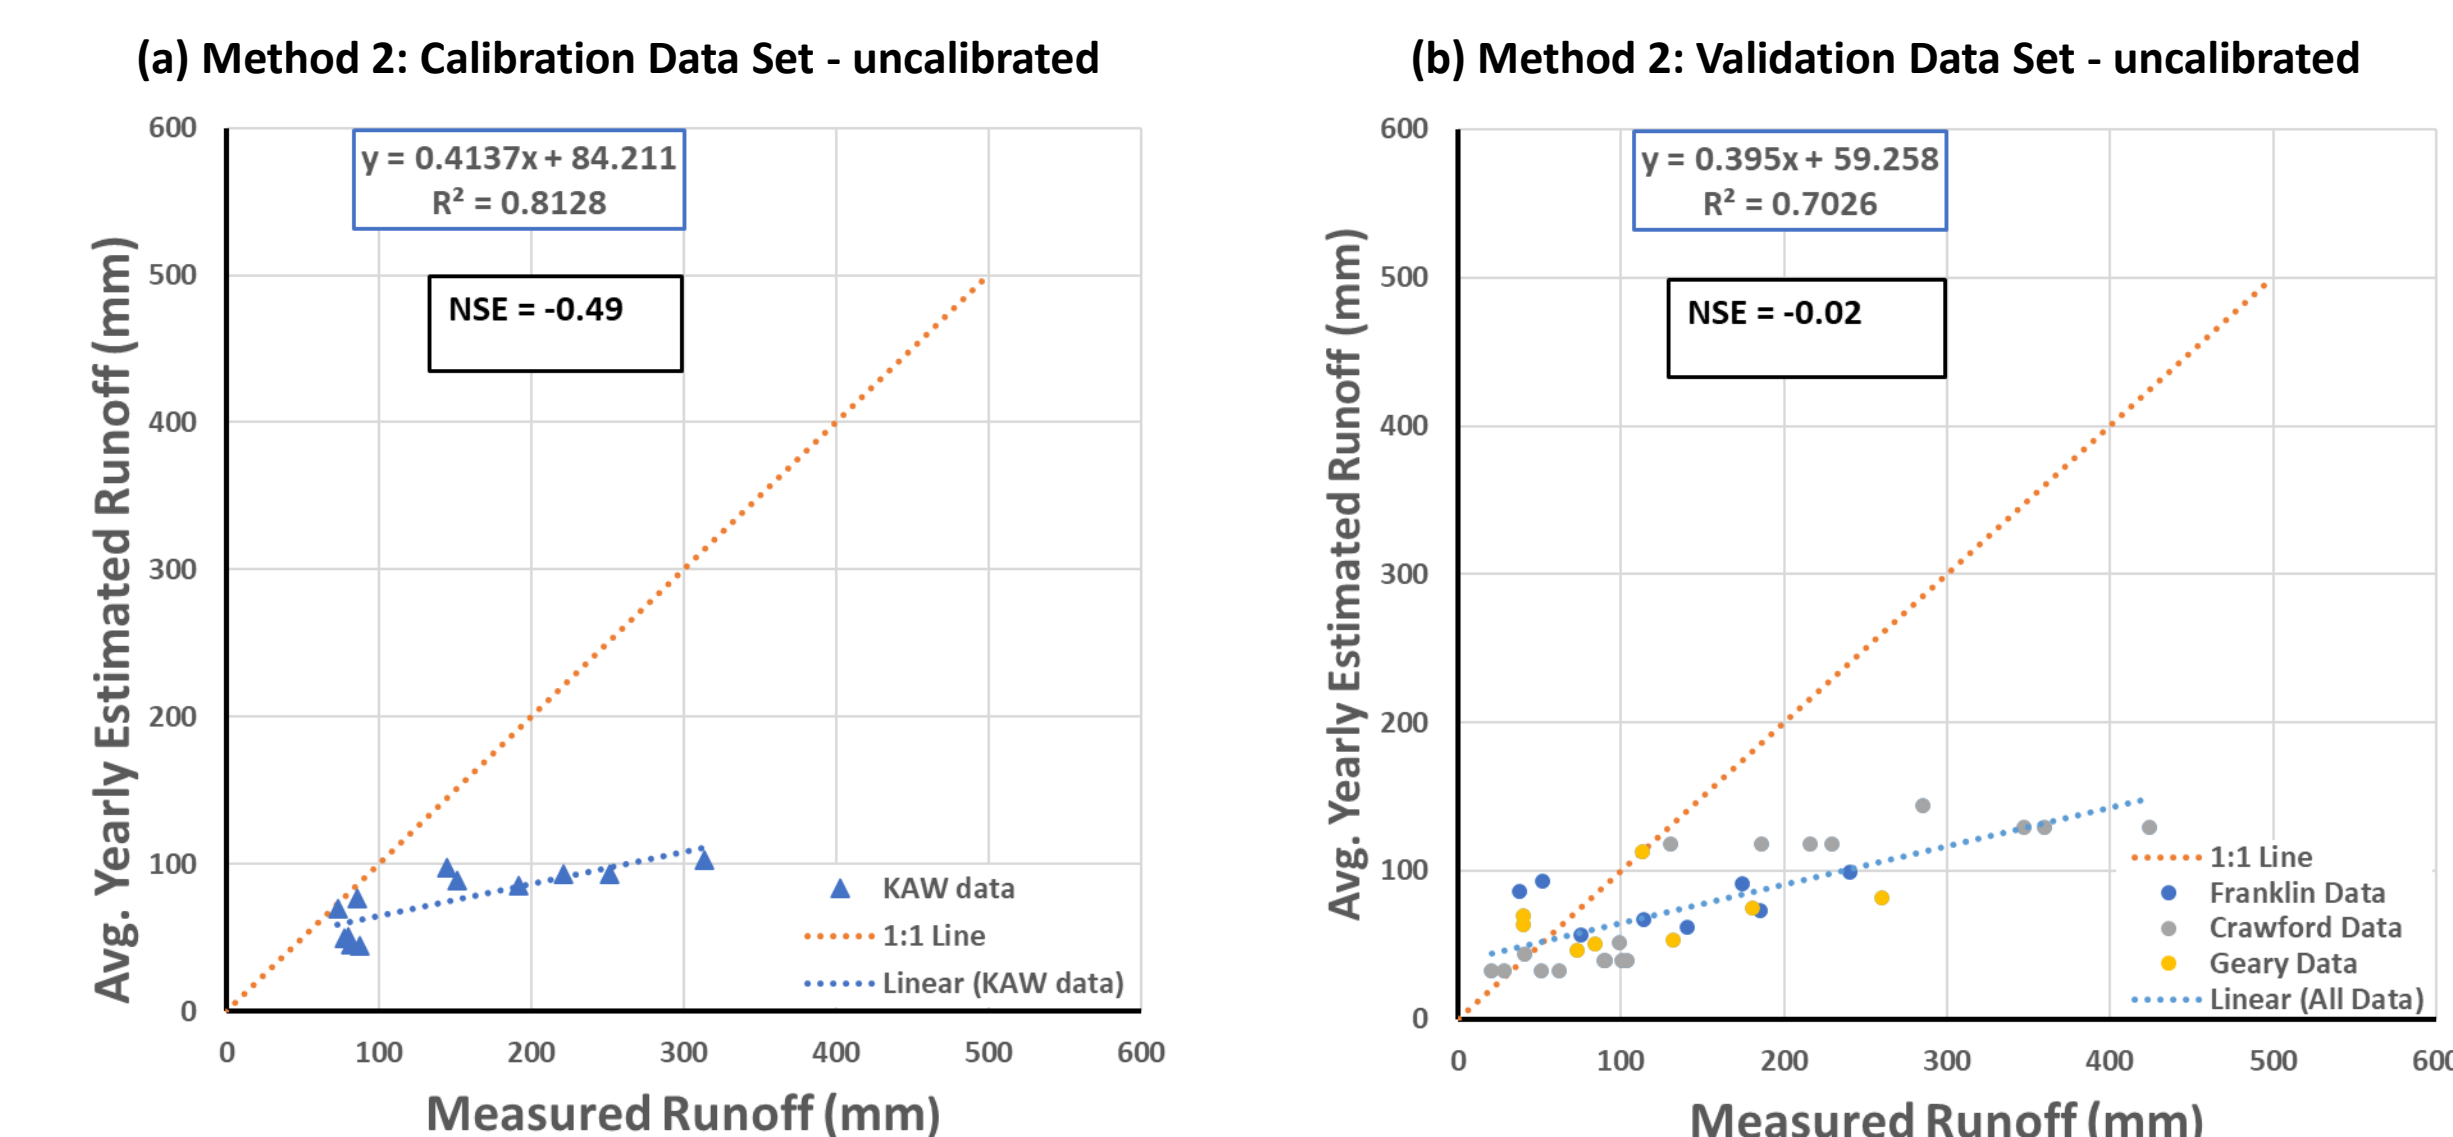 (a) Method 2: Calibration Data Set - uncalibrated
600
500
400
300
200
100
0
Avg. Yearly Estimated Runoff (mm)
y = 0.4137x + 84.211
R² = 0.8128
NSE = -0.49
KAW data
1:1 Line
Linear (KAW data)
0 100 200 300 400 500 600
Measured Runoff (mm)
(b) Method 2: Validation Data Set - uncalibrated
600
500
400
300
200
100
0
Avg. Yearly Estimated Runoff (mm)
y = 0.395x + 59.258
R² = 0.7026
NSE = -0.02
1:1 Line
Franklin Data
Crawford Data
Geary Data
Linear (All Data)
0 100 200 300 400 500 600
Measured Runoff (mm)